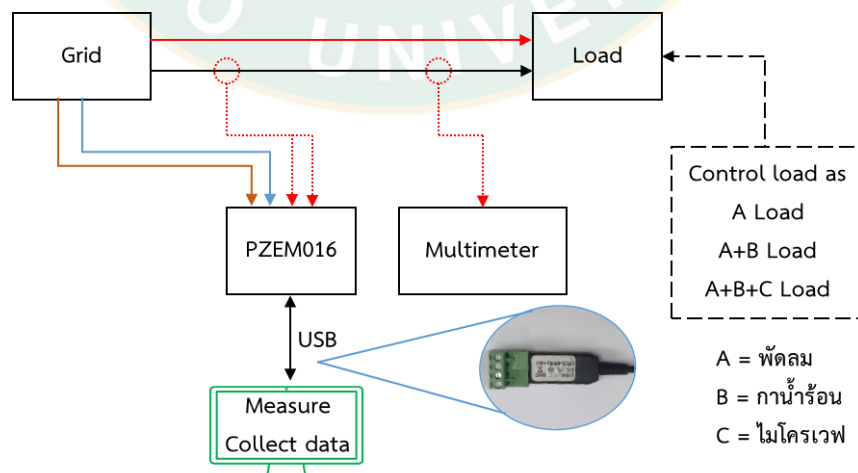 O UNIVE
Grid
Load
Control load as
A Load
A+B Load
A+B+C Load
PZEM016
Multimeter
USB
A = พัดลม
B = กาน้ำร้อน
C = ไมโครเวฟ
Measure
Collect data